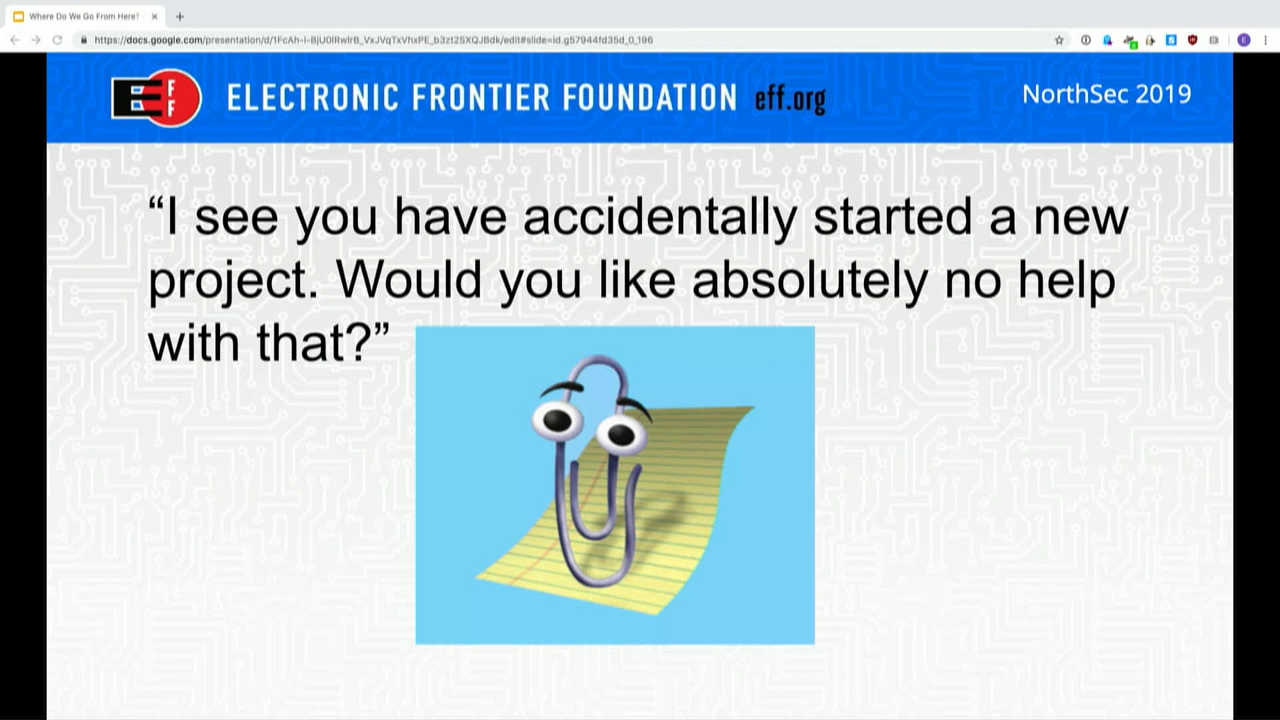 Where Do We Go From Here?
EFF
ELECTRONIC FRONTIER FOUNDATION eff.org
NorthSec 2019
“I see you have accidentally started a new
project. Would you like absolutely no help
with that?”